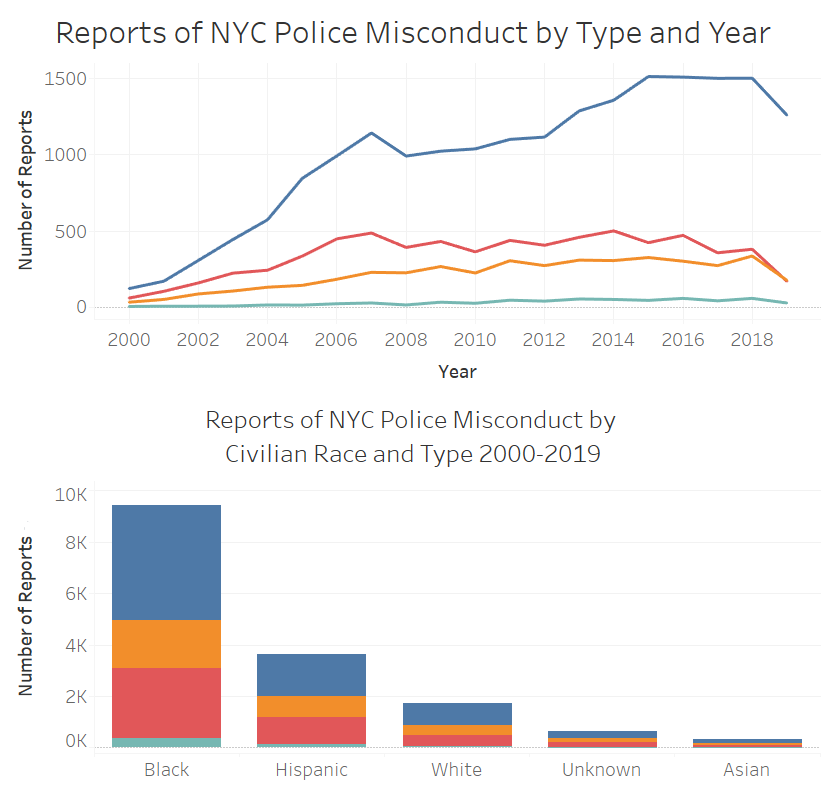 Reports of NYC Police Misconduct by Type and Year
Number of Reports
1500
1000
500
0
2000 2002 2004 2006 2008 2010 2012 2014 2016 2018
Year
Reports of NYC Police Misconduct by
Civilian Race and Type 2000-2019
Number of Reports
10K
8K
6K
4K
2K
0K
Black Hispanic White Unknown Asian